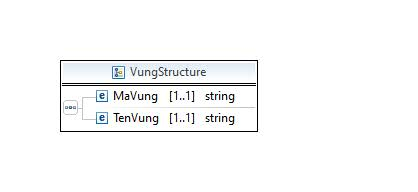 VungStructure
e MaVung [1..1] string
e TenVung [1..1] string